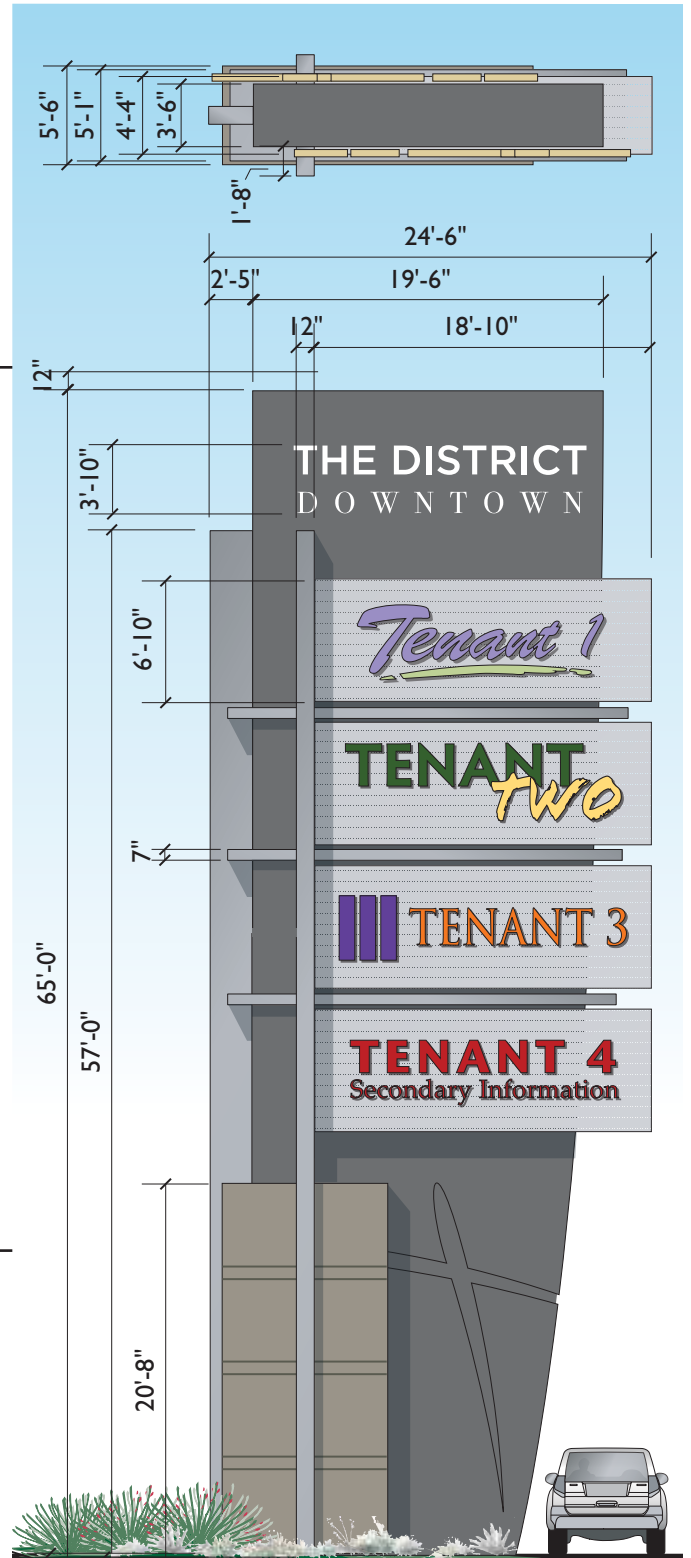 5'-6"
5'-1"
4'-4"
3'-6"
1'-8"
24'-6"
2'-5"
19'-6"
12"
18'-10"
12"
3'-10"
THE DISTRICT
DOWNTOWN
6'-10"
Tenant 1
TENANT
TWO
7"
TENANT 3
65'-0"
57'-0"
TENANT 4
Secondary Information
20'-8"